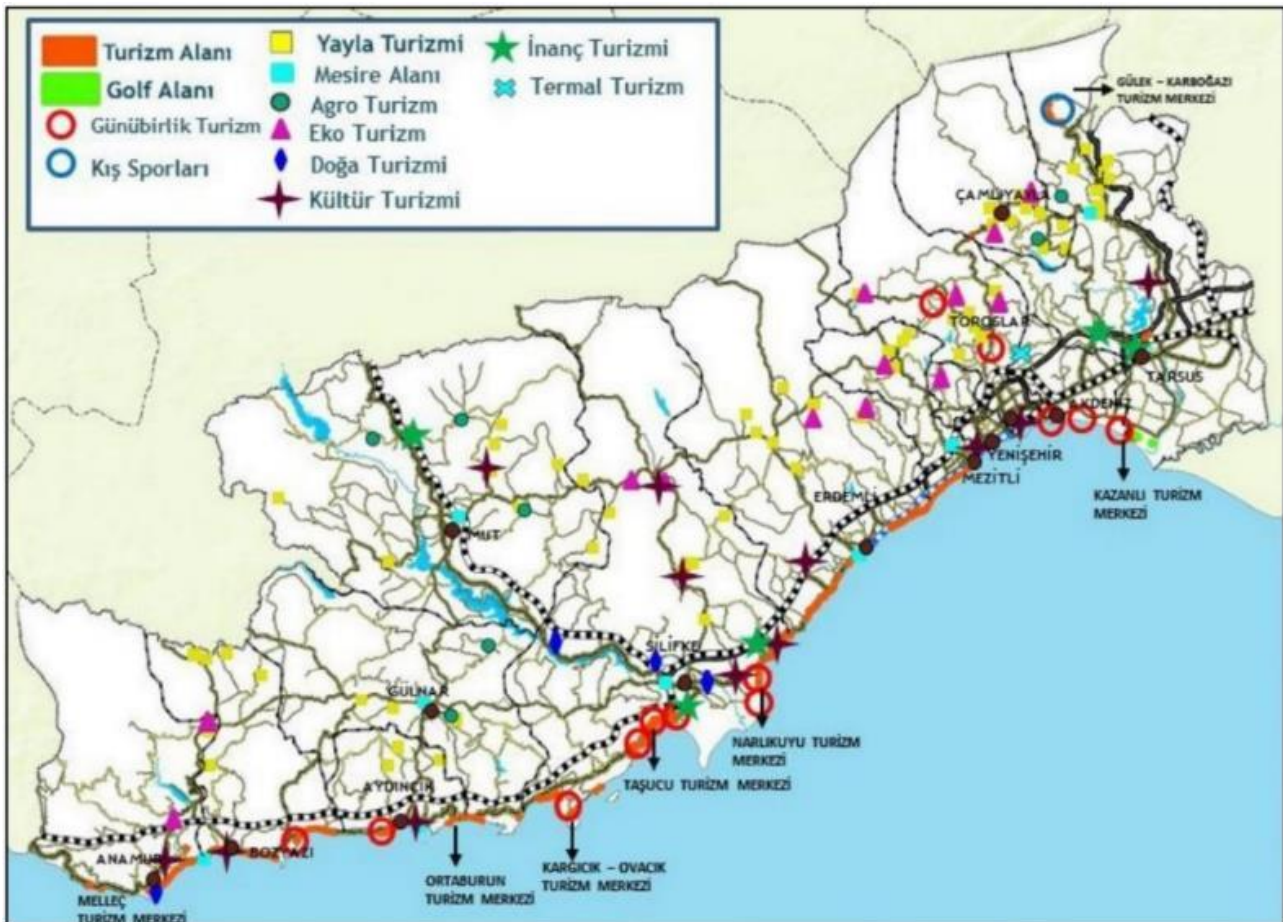 Turizm Alanı
Golf Alanı
Günübirlik Turizm
Kış Sporları
Yayla Turizmi
Mesire Alanı
Agro Turizm
Eko Turizm
Doğa Turizmi
Kültür Turizmi
İnanç Turizmi
Termal Turizm
GÜLEK – KARBOĞAZI
TURİZM MERKEZİ
ÇAMLIYAYLA
TOROSLAR
TARSUS
AKDENİZ
YENİŞEHİR
MEZİTLİ
KAZANLI TURİZM
MERKEZİ
ERDEMLİ
MUT
SİLİFKE
GÜLNAR
NARLIKUYU TURİZM
MERKEZİ
TAŞUCU TURİZM MERKEZİ
AYDINCIK
ANAMUR
BOZYAZI
ORTABURUN
TURİZM MERKEZİ
KARGICIK – OVACIK
TURİZM MERKEZİ
MELLEÇ
TURİZM MERKEZİ